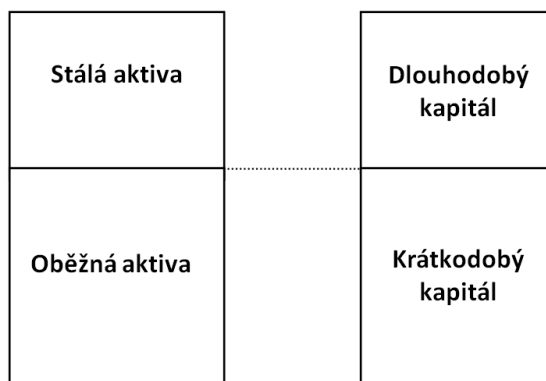 Stálá aktiva
Dlouhodobý
kapitál
Oběžná aktiva
Krátkodobý
kapitál